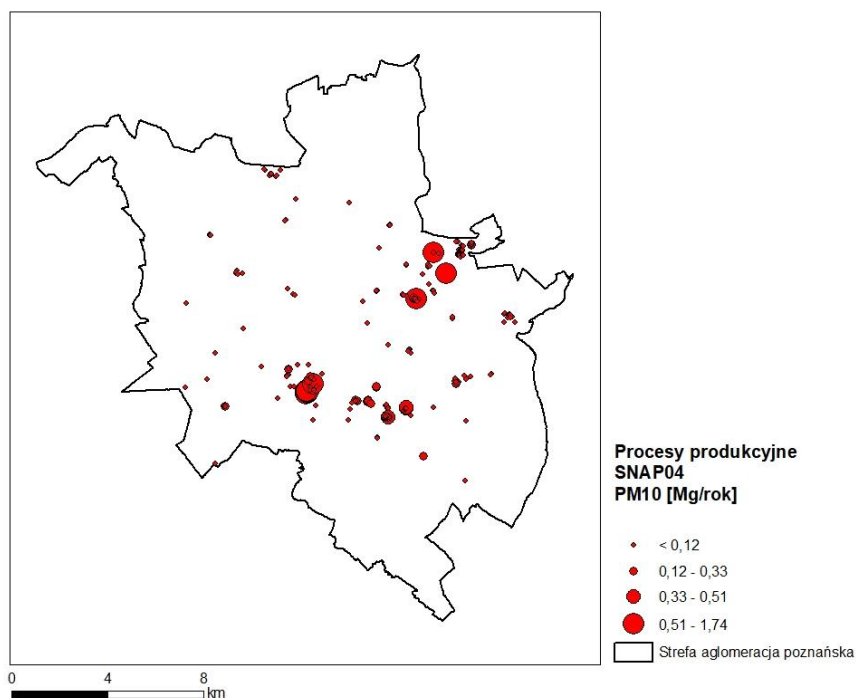 Procesy produkcyjne
SNAP04
PM10 [Mg/rok]
< 0,12
0,12 - 0,33
0,33 - 0,51
0,51 - 1,74
Strefa aglomeracja poznańska
0 4 8
km